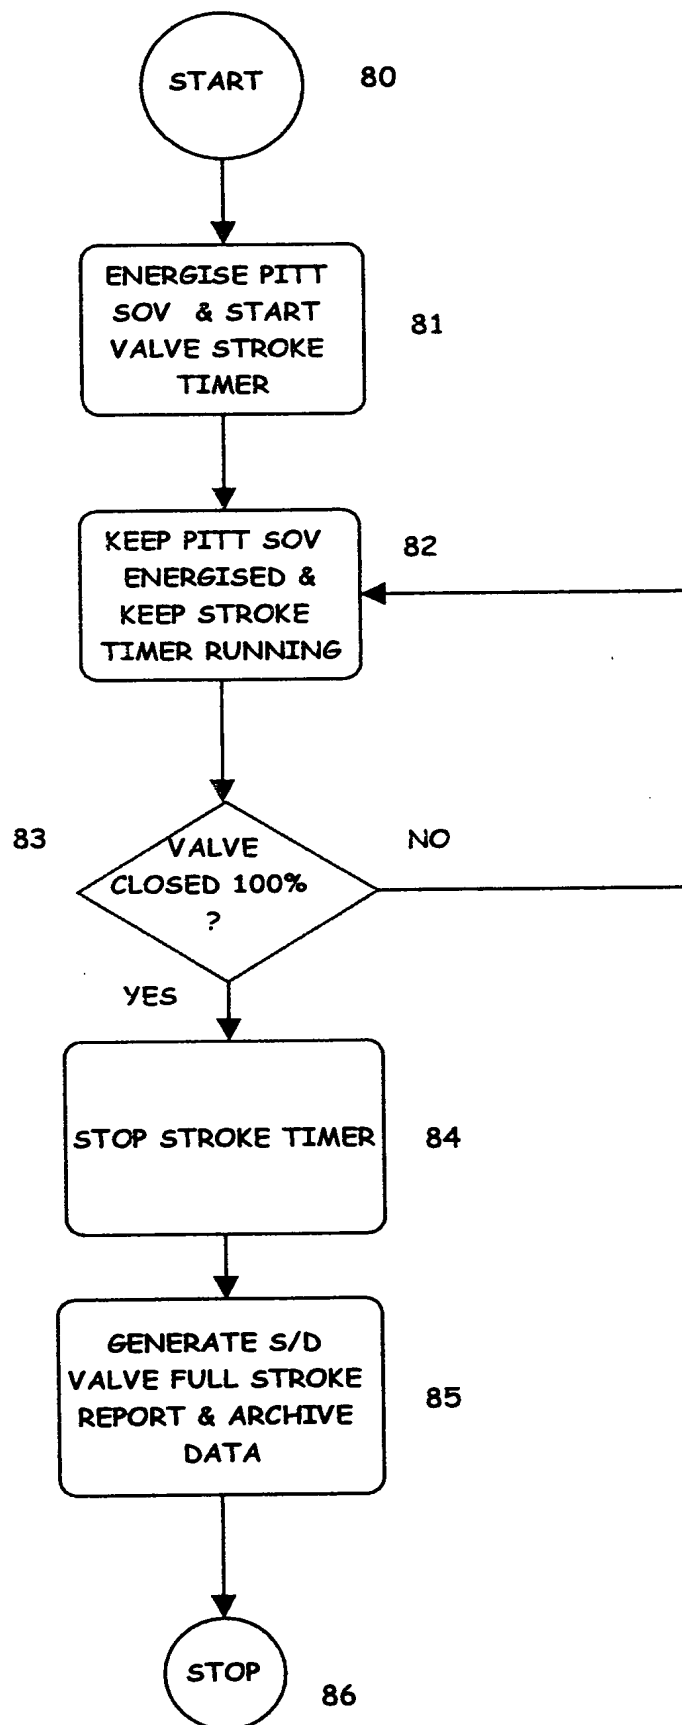 START
80
ENERGISE PITT
SOV & START
VALVE STROKE
TIMER
81
KEEP PITT SOV
ENERGISED &
KEEP STROKE
TIMER RUNNING
82
83
VALVE
CLOSED 100%
?
NO
YES
STOP STROKE TIMER
84
GENERATE S/D
VALVE FULL STROKE
REPORT & ARCHIVE
DATA
85
STOP
86